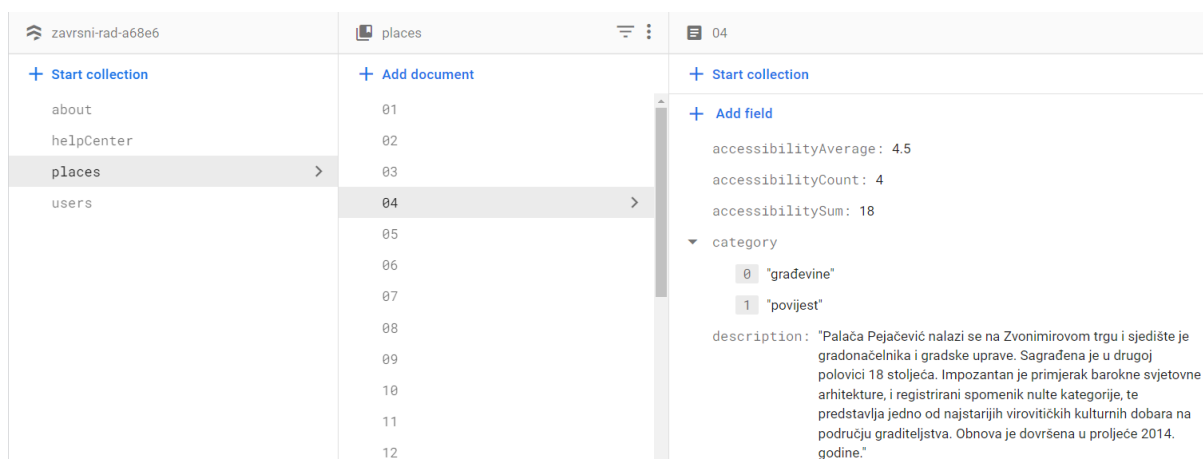 zavrsni-rad-a68e6
Start collection
about
helpCenter
places
users
places
Add document
01
02
03
04
05
06
07
08
09
10
11
12
04
Start collection
Add field
accessibilityAverage: 4.5
accessibilityCount: 4
accessibilitySum: 18
category
0 "građevine"
1 "povijest"
description: "Palača Pejačević nalazi se na Zvonimirovom trgu i sjedište je
gradonačelnika i gradske uprave. Sagrađena je u drugoj
polovici 18 stoljeća. Impozantan je primjerak barokne svjetovne
arhitekture, i registrirani spomenik nulte kategorije, te
predstavlja jedno od najstarijih virovitičkih kulturnih dobara na
području graditeljstva. Obnova je dovršena u proljeće 2014.
godine."